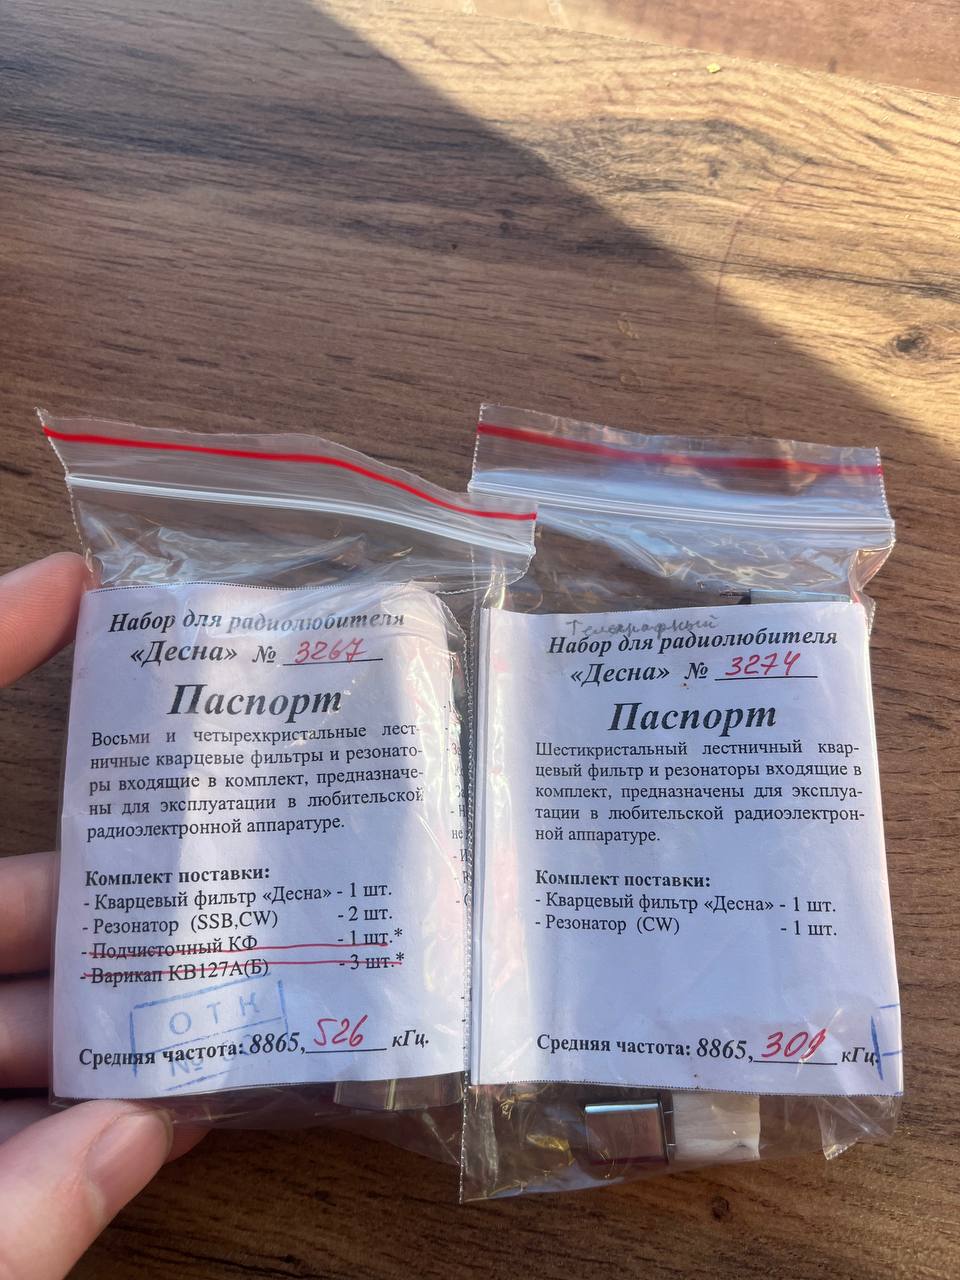 Набор для радиолюбителя
«Десна» № 3267
Паспорт
Восьми и четырехкристальные лест-
ничные кварцевые фильтры и резонато-
ры входящие в комплект, предназначе-
ны для эксплуатации в любительской
радиоэлектронной аппаратуре.
Комплект поставки:
- Кварцевый фильтр «Десна» - 1 шт.
- Резонатор (SSB,CW) - 2 шт.
- Подчисточный КФ - 1 шт.*
- Варикап КВ127А(Б) - 3 шт.*
ОТК
№
Средняя частота: 8865,526 кГц.
Телеграфный
Набор для радиолюбителя
«Десна» № 3274
Паспорт
Шестикристальный лестничный квар-
цевый фильтр и резонаторы входящие в
комплект, предназначены для эксплуа-
тации в любительской радиоэлектрон-
ной аппаратуре.
Комплект поставки:
- Кварцевый фильтр «Десна» - 1 шт.
- Резонатор (CW) - 1 шт.
Средняя частота: 8865,309 кГц.